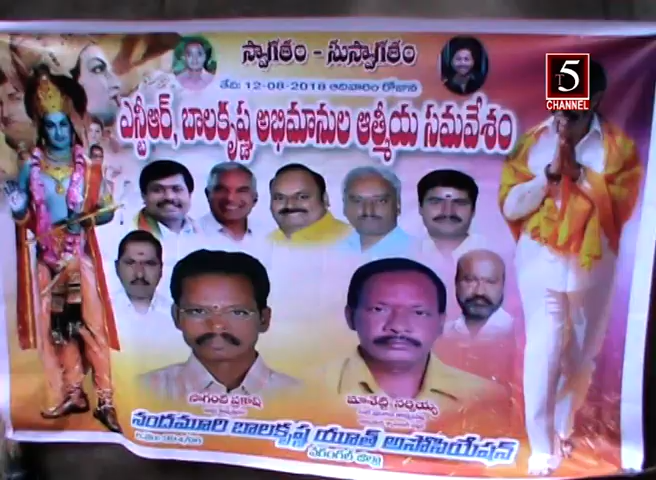 స్వాగతం - సుస్వాగతం
తేది: 12-08-2018 ఆదివారం రోజున
T5
CHANNEL
ఎన్టీఆర్, బాలకృష్ణ అభిమానుల ఆత్మీయ సమావేశం
నందమూరి బాలకృష్ణ యూత్ అసోసియేషన్
వరంగల్ జిల్లా